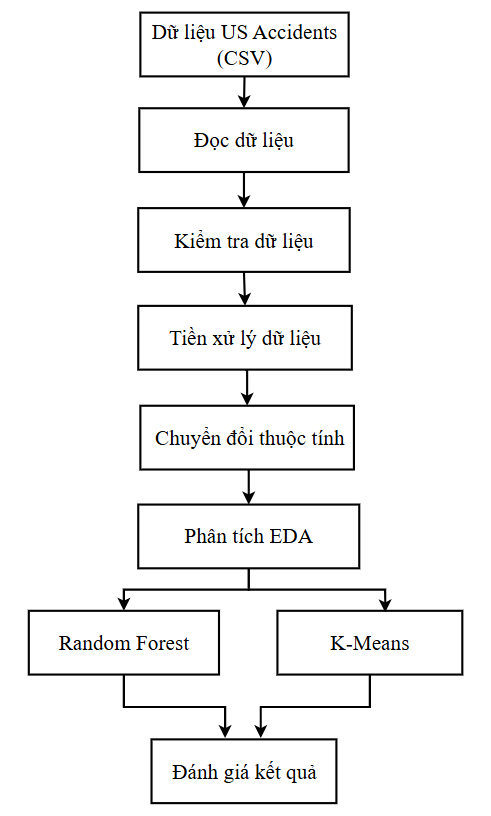 Dữ liệu US Accidents
(CSV)
Đọc dữ liệu
Kiểm tra dữ liệu
Tiền xử lý dữ liệu
Chuyển đổi thuộc tính
Phân tích EDA
Random Forest
K-Means
Đánh giá kết quả